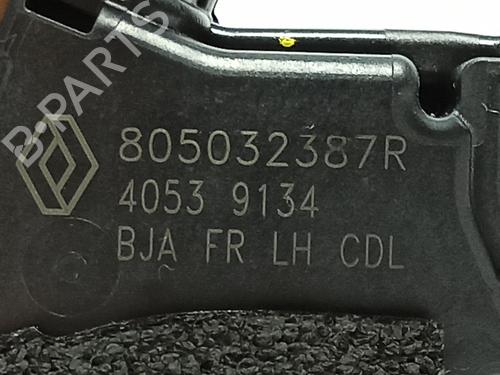 B-PARTS
805032387R
4053 9134
BJA FR LH CDL